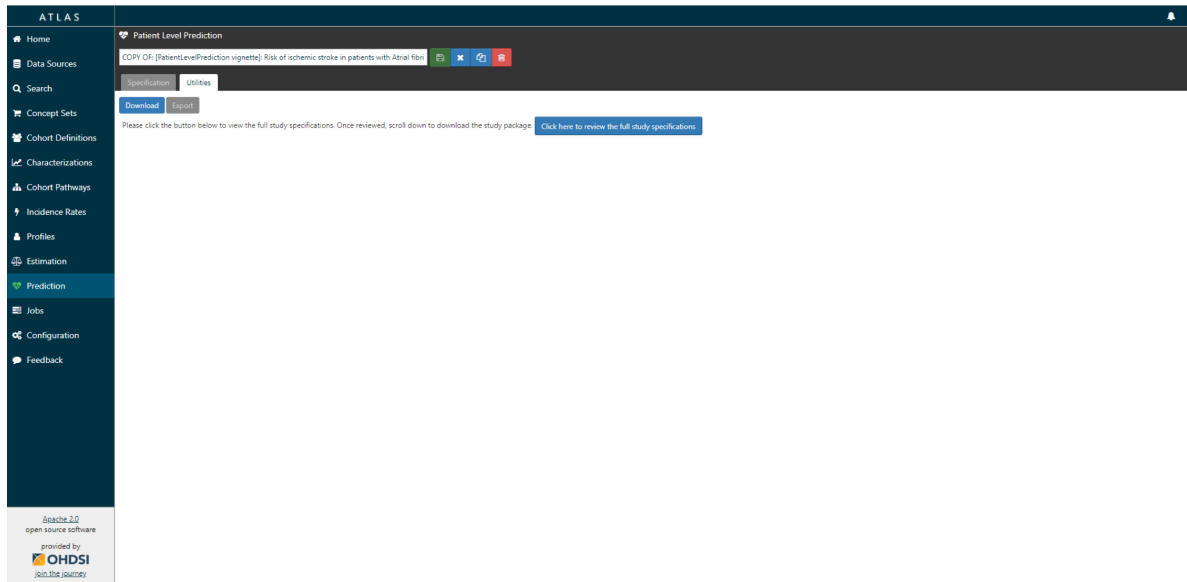 ATLAS
Home
Data Sources
Search
Concept Sets
Cohort Definitions
Characterizations
Cohort Pathways
Incidence Rates
Profiles
Estimation
Prediction
Jobs
Configuration
Feedback
Apache 2.0
open source software
provided by
OHDSI
join the journey
Patient Level Prediction
COPY OF: [PatientLevelPrediction vignette]: Risk of ischemic stroke in patients with Atrial fibri
Specification Utilities
Download Export
Please click the button below to view the full study specifications. Once reviewed, scroll down to download the study package. Click here to review the full study specifications